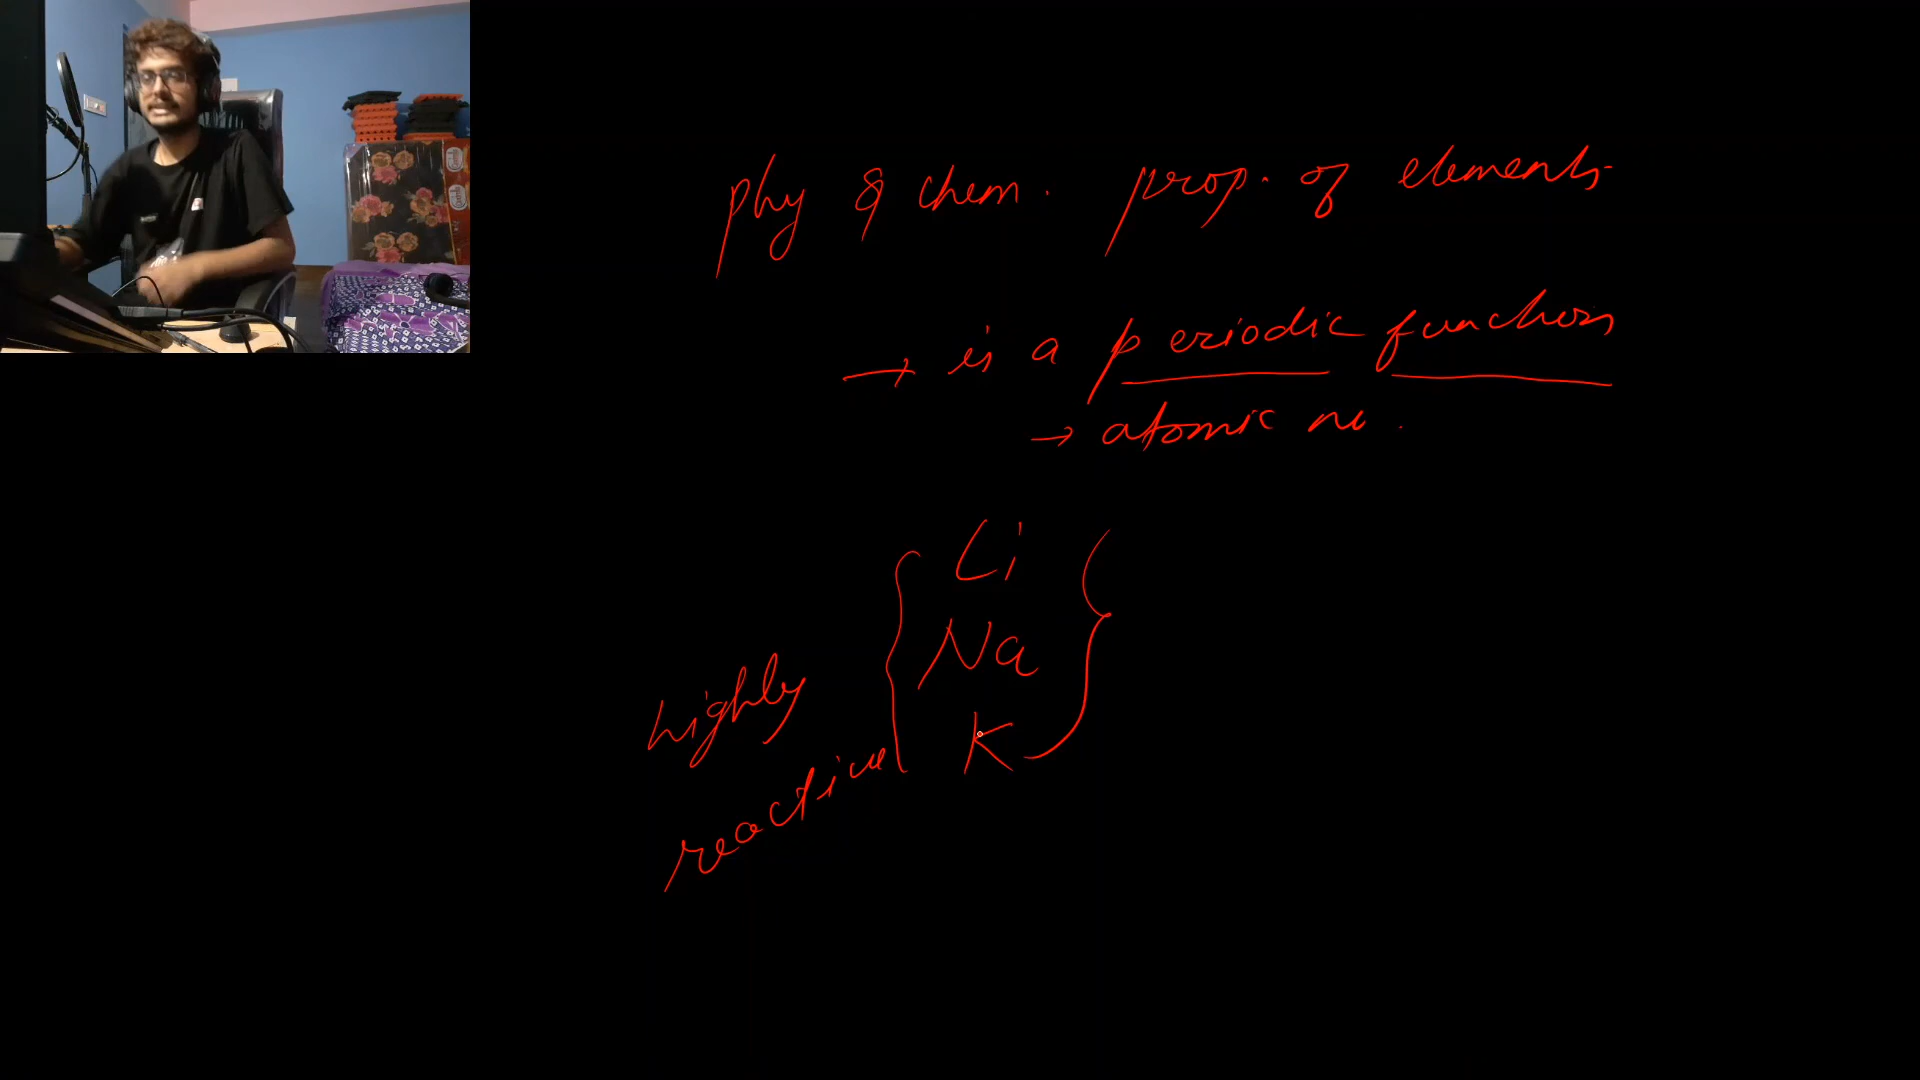 phy & chem. prop. of elements
→ is a periodic function
→ atomic no.
Li
Na
K
highly
reactive